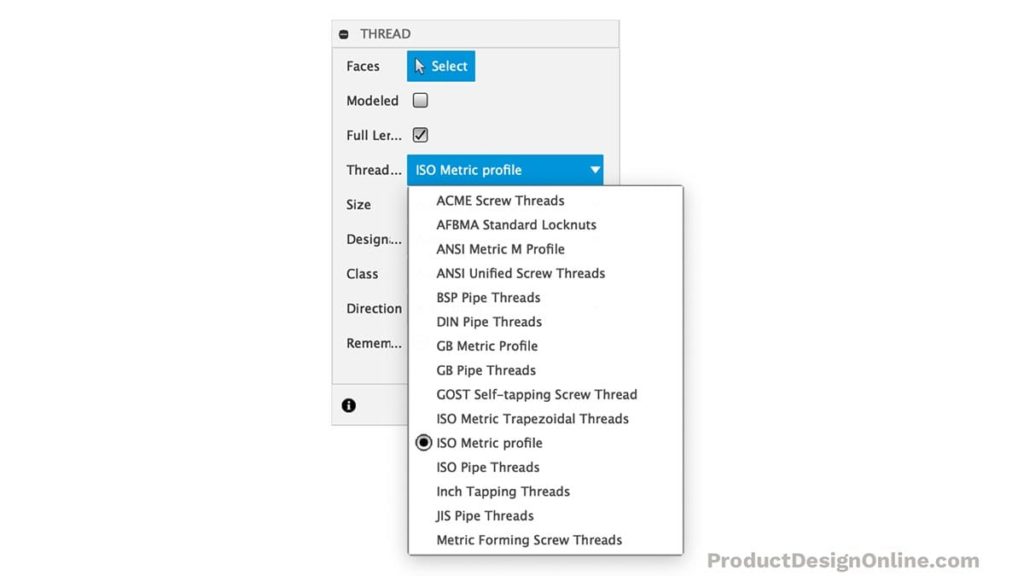 THREAD
Faces Select
Modeled
Full Ler...
Thread... ISO Metric profile
Size
Design...
Class
Direction
Remem...
ACME Screw Threads
AFBMA Standard Locknuts
ANSI Metric M Profile
ANSI Unified Screw Threads
BSP Pipe Threads
DIN Pipe Threads
GB Metric Profile
GB Pipe Threads
GOST Self-tapping Screw Thread
ISO Metric Trapezoidal Threads
ISO Metric profile
ISO Pipe Threads
Inch Tapping Threads
JIS Pipe Threads
Metric Forming Screw Threads
ProductDesignOnline.com